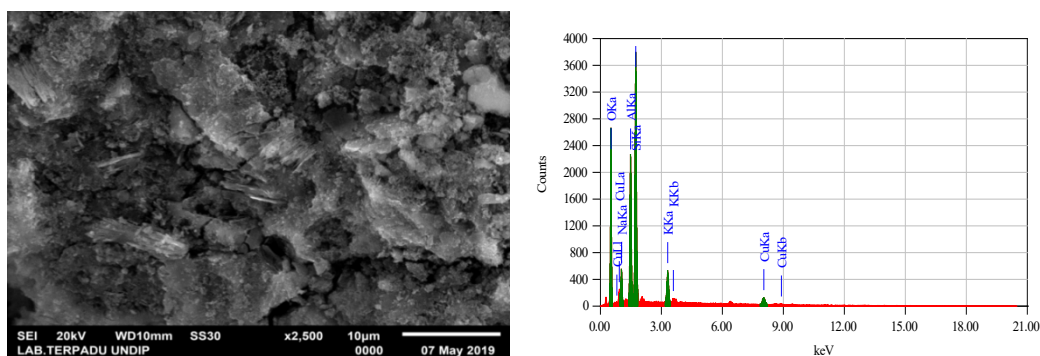 SEI 20kV WD10mm SS30 x2,500 10µm
LAB.TERPADU UNDIP 0000 07 May 2019
Counts
4000
3600
3200
2800
2400
2000
1600
1200
800
400
0
OKa
CuLl
NaKa
CuLa
AlKa
SiKa
KKa
KKb
CuKa
CuKb
0.00 3.00 6.00 9.00 12.00 15.00 18.00 21.00
keV